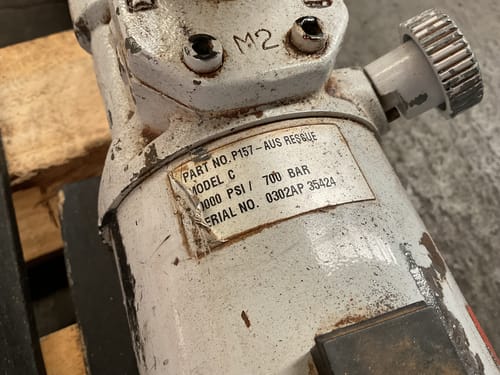 M2
PART NO. P157-AUS RESCUE
MODEL C
0000 PSI / 700 BAR
SERIAL NO. 0302AP 35424